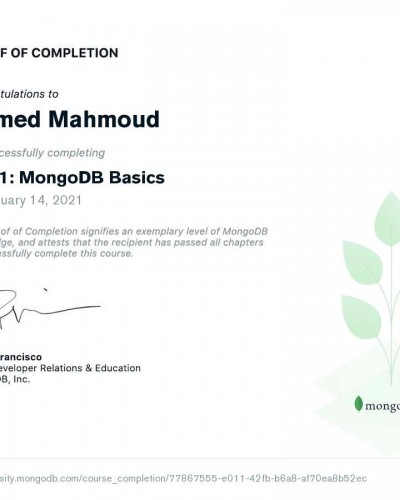 F OF COMPLETION
tulations to
med Mahmoud
cessfully completing
1: MongoDB Basics
uary 14, 2021
of of Completion signifies an exemplary level of MongoDB
dge, and attests that the recipient has passed all chapters
essfully complete this course.
rancisco
eveloper Relations & Education
DB, Inc.
mongo
sity.mongodb.com/course_completion/77867555-e011-42fb-b6a8-af70ea8b52ec